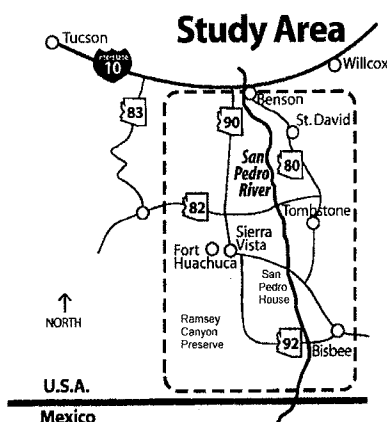 Study Area
Tucson
INTERSTATE
10
Willcox
Benson
83
90
St. David
San
Pedro
River
80
82
Tombstone
Sierra
Vista
Fort
Huachuca
San
Pedro
House
NORTH
Ramsey
Canyon
Preserve
92
Bisbee
U.S.A.
Mexico